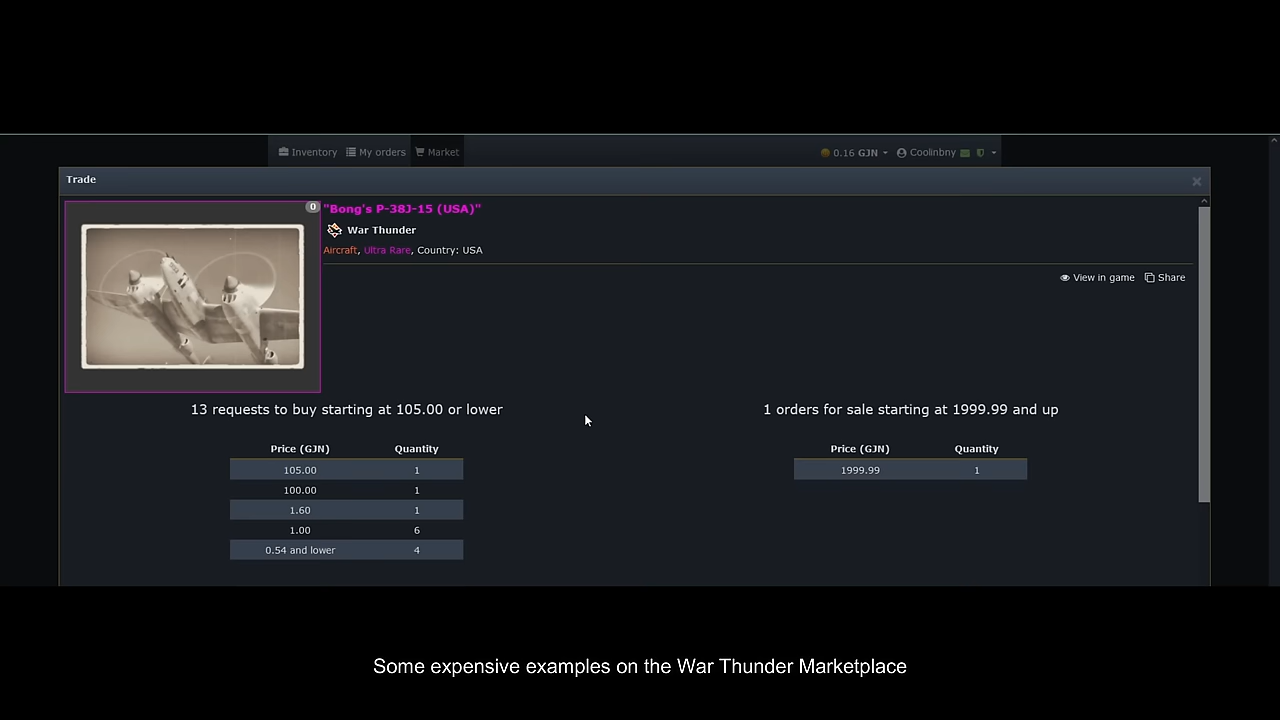 Inventory My orders Market 0.16 GJN Coolinbny
Trade
0 "Bong's P-38J-15 (USA)"
War Thunder
Aircraft, Ultra Rare, Country: USA
View in game Share
13 requests to buy starting at 105.00 or lower
Price (GJN) Quantity
105.00 1
100.00 1
1.60 1
1.00 6
0.54 and lower 4
1 orders for sale starting at 1999.99 and up
Price (GJN) Quantity
1999.99 1
Some expensive examples on the War Thunder Marketplace